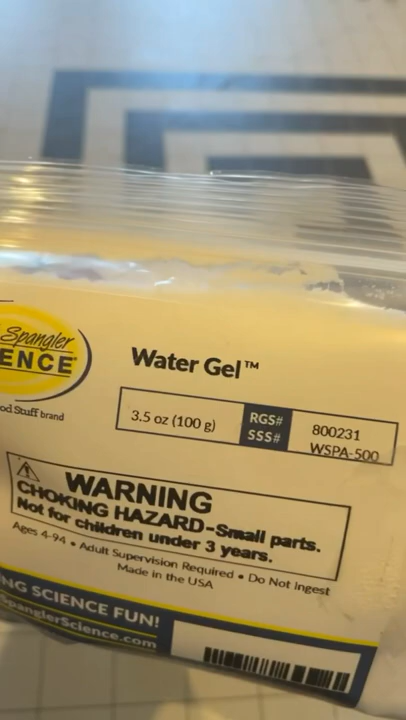 Spangler
ENCE
od Stuff brand
Water Gel™
3.5 oz (100 g)
RGS# 800231
SSS# WSPA-500
WARNING
CHOKING HAZARD-Small parts.
Not for children under 3 years.
Ages 4-94 • Adult Supervision Required • Do Not Ingest
Made in the USA
NG SCIENCE FUN!
SpanglerScience.com